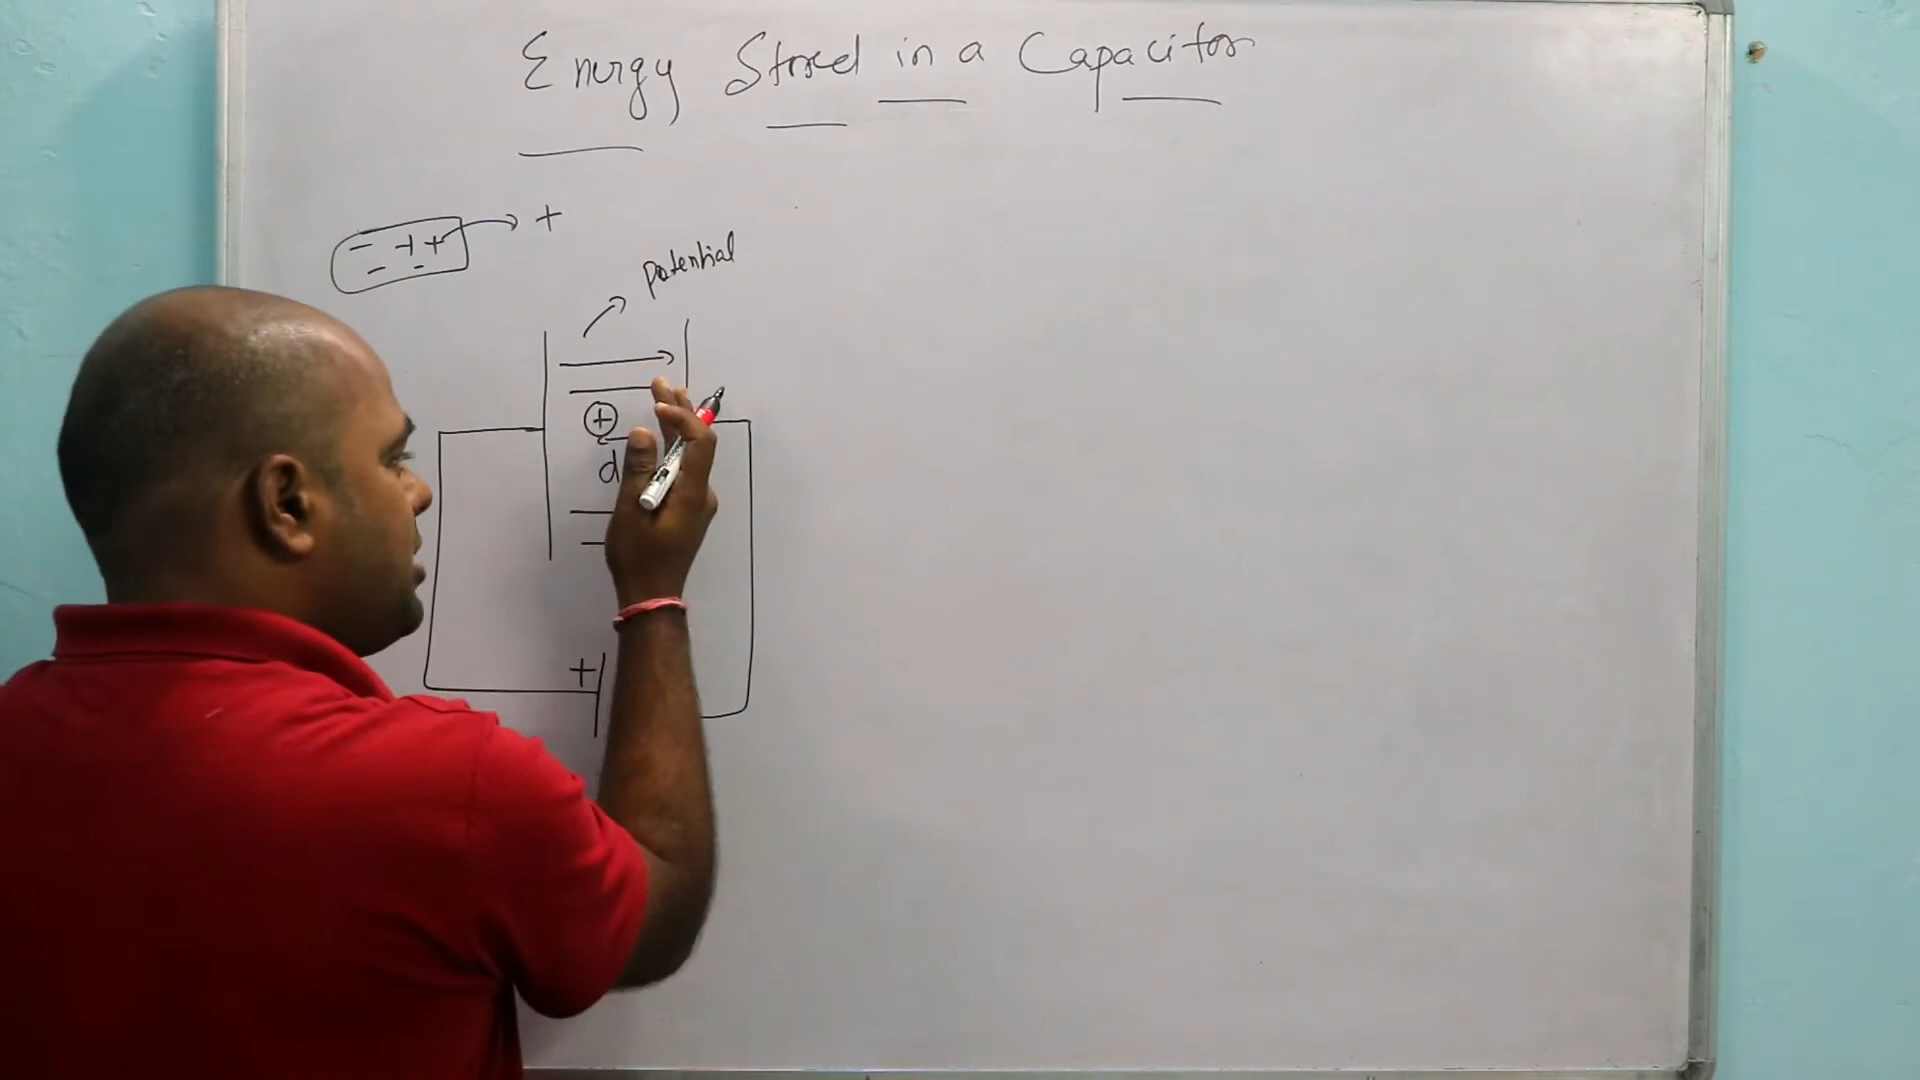 Energy Stored in a Capacitor
- ++ +
- -
Potential
+
d
+